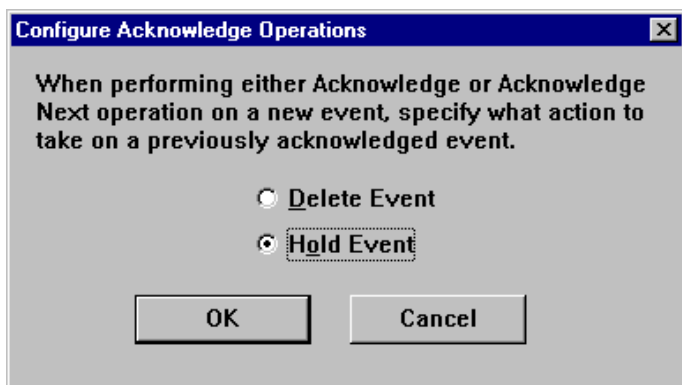 Configure Acknowledge Operations
When performing either Acknowledge or Acknowledge
Next operation on a new event, specify what action to
take on a previously acknowledged event.
Delete Event
Hold Event
OK Cancel